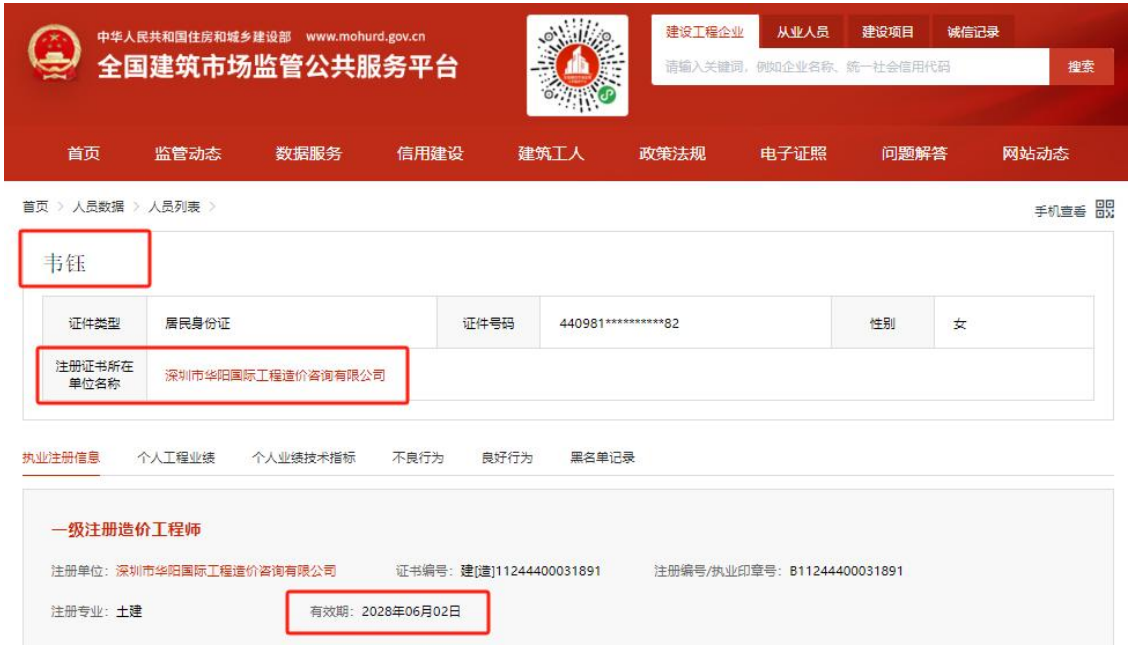 中华人民共和国住房和城乡建设部 www.mohurd.gov.cn
全国建筑市场监管公共服务平台
建设工程企业 从业人员 建设项目 诚信记录
请输入关键词，例如企业名称、统一社会信用代码 搜索
首页 监管动态 数据服务 信用建设 建筑工人 政策法规 电子证照 问题解答 网站动态
首页 > 人员数据 > 人员列表 >
手机查看
韦钰
证件类型 居民身份证 证件号码 440981**********82 性别 女
注册证书所在
单位名称
深圳市华阳国际工程造价咨询有限公司
执业注册信息 个人工程业绩 个人业绩技术指标 不良行为 良好行为 黑名单记录
一级注册造价工程师
注册单位：深圳市华阳国际工程造价咨询有限公司 证书编号：建[造]11244400031891 注册编号/执业印章号：B11244400031891
注册专业：土建 有效期：2028年06月02日